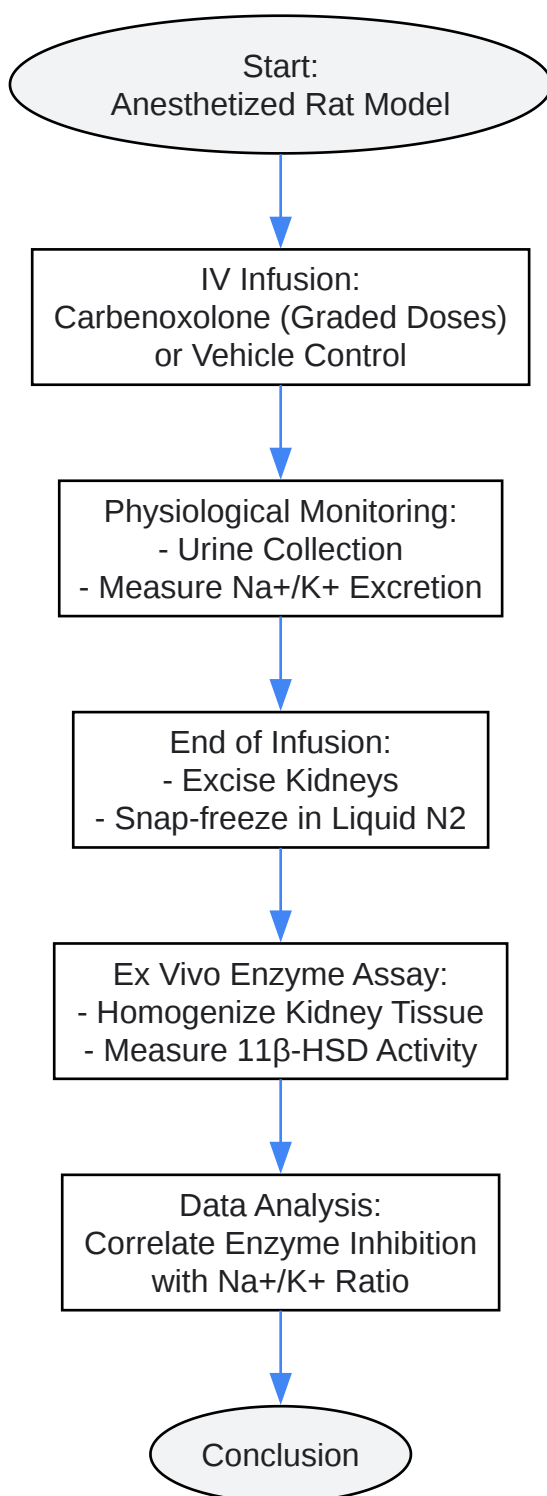 Start:
Anesthetized Rat Model
IV Infusion:
Carbenoxolone (Graded Doses)
or Vehicle Control
Physiological Monitoring:
- Urine Collection
- Measure Na+/K+ Excretion
End of Infusion:
- Excise Kidneys
- Snap-freeze in Liquid N2
Ex Vivo Enzyme Assay:
- Homogenize Kidney Tissue
- Measure 11β-HSD Activity
Data Analysis:
Correlate Enzyme Inhibition
with Na+/K+ Ratio
Conclusion